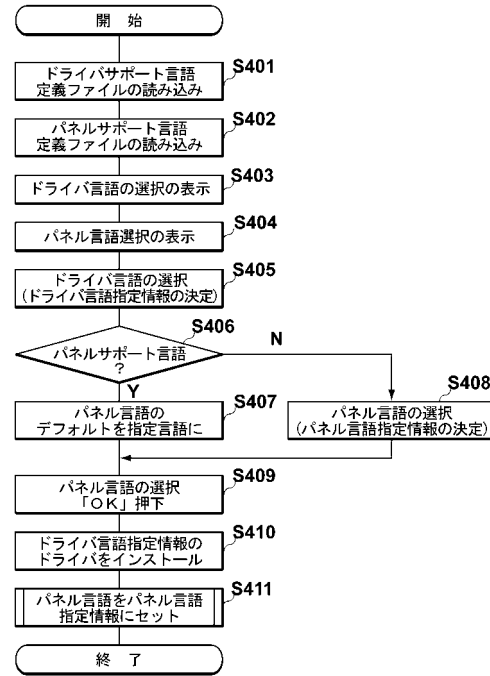 開 始
ドライバサポート言語
定義ファイルの読み込み
S401
パネルサポート言語
定義ファイルの読み込み
S402
ドライバ言語の選択の表示
S403
パネル言語選択の表示
S404
ドライバ言語の選択
(ドライバ言語指定情報の決定)
S405
パネルサポート言語
?
S406
N
Y
パネル言語の
デフォルトを指定言語に
S407
パネル言語の選択
(パネル言語指定情報の決定)
S408
パネル言語の選択
「OK」押下
S409
ドライバ言語指定情報の
ドライバをインストール
S410
パネル言語をパネル言語
指定情報にセット
S411
終 了